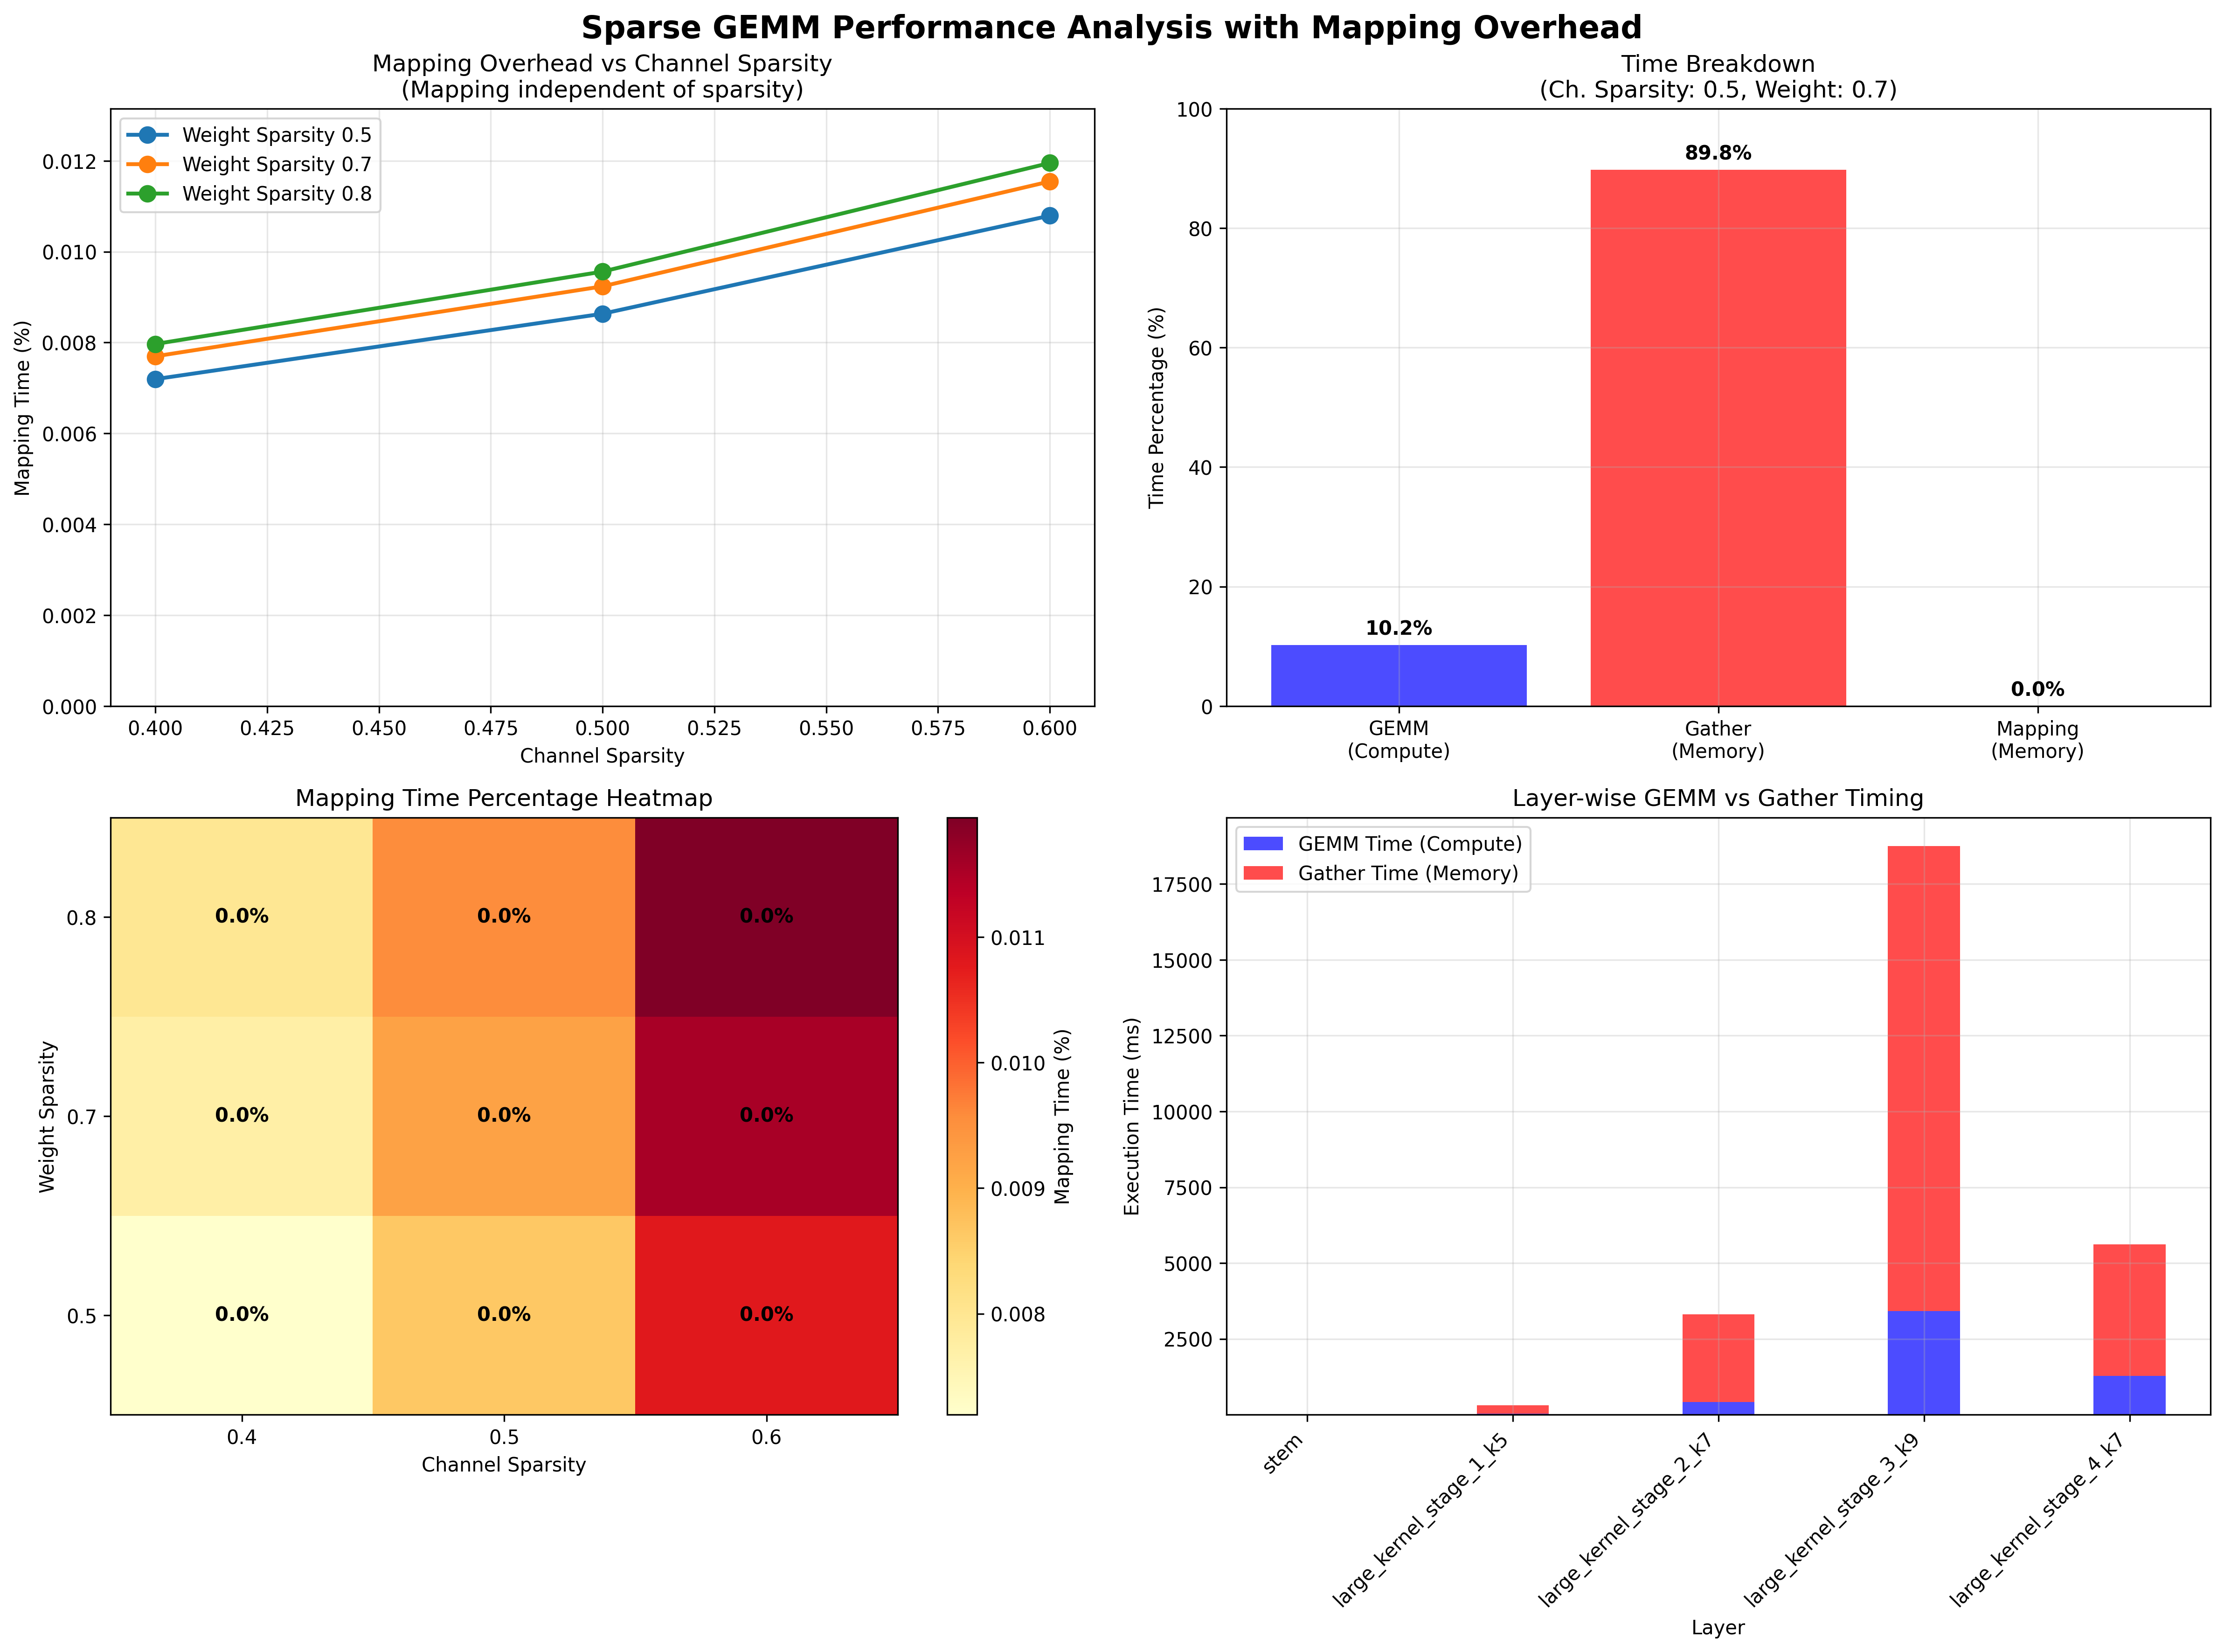 Sparse GEMM Performance Analysis with Mapping Overhead
Mapping Overhead vs Channel Sparsity
(Mapping independent of sparsity)
Weight Sparsity 0.5
Weight Sparsity 0.7
Weight Sparsity 0.8
Mapping Time (%)
0.012
0.010
0.008
0.006
0.004
0.002
0.000
0.400 0.425 0.450 0.475 0.500 0.525 0.550 0.575 0.600
Channel Sparsity
Time Breakdown
(Ch. Sparsity: 0.5, Weight: 0.7)
Time Percentage (%)
100
80
60
40
20
0
10.2%
89.8%
0.0%
GEMM
(Compute)
Gather
(Memory)
Mapping
(Memory)
Mapping Time Percentage Heatmap
Weight Sparsity
0.8
0.7
0.5
0.0% 0.0% 0.0%
0.0% 0.0% 0.0%
0.0% 0.0% 0.0%
0.4 0.5 0.6
Channel Sparsity
0.011
0.010
0.009
0.008
Mapping Time (%)
Layer-wise GEMM vs Gather Timing
GEMM Time (Compute)
Gather Time (Memory)
Execution Time (ms)
17500
15000
12500
10000
7500
5000
2500
stem
large_kernel_stage_1_k5
large_kernel_stage_2_k7
large_kernel_stage_3_k9
large_kernel_stage_4_k7
Layer